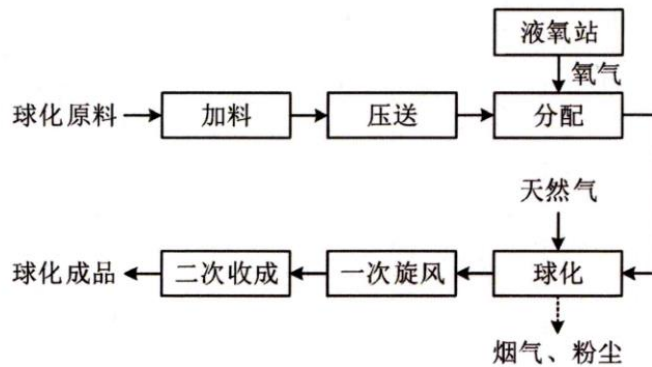 液氧站
氧气
球化原料
加料
压送
分配
天然气
球化成品
二次收成
一次旋风
球化
烟气、粉尘